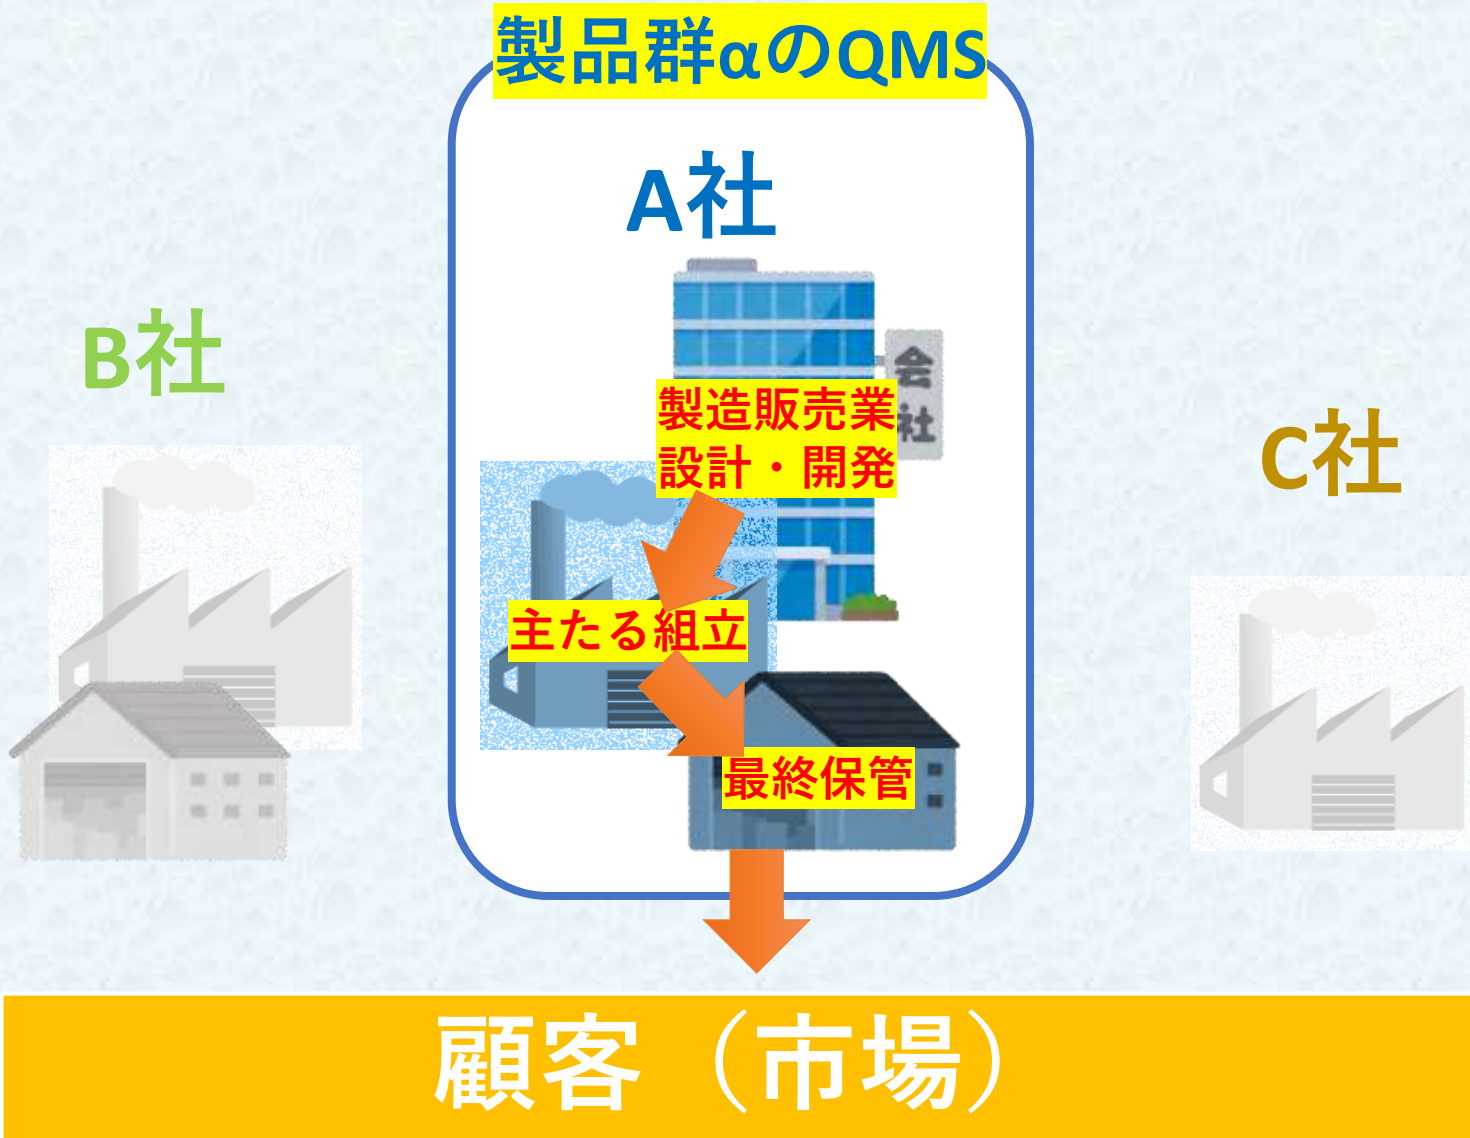 製品群αのQMS
A社
B社
会社
製造販売業
設計・開発
C社
主たる組立
最終保管
顧客（市場）